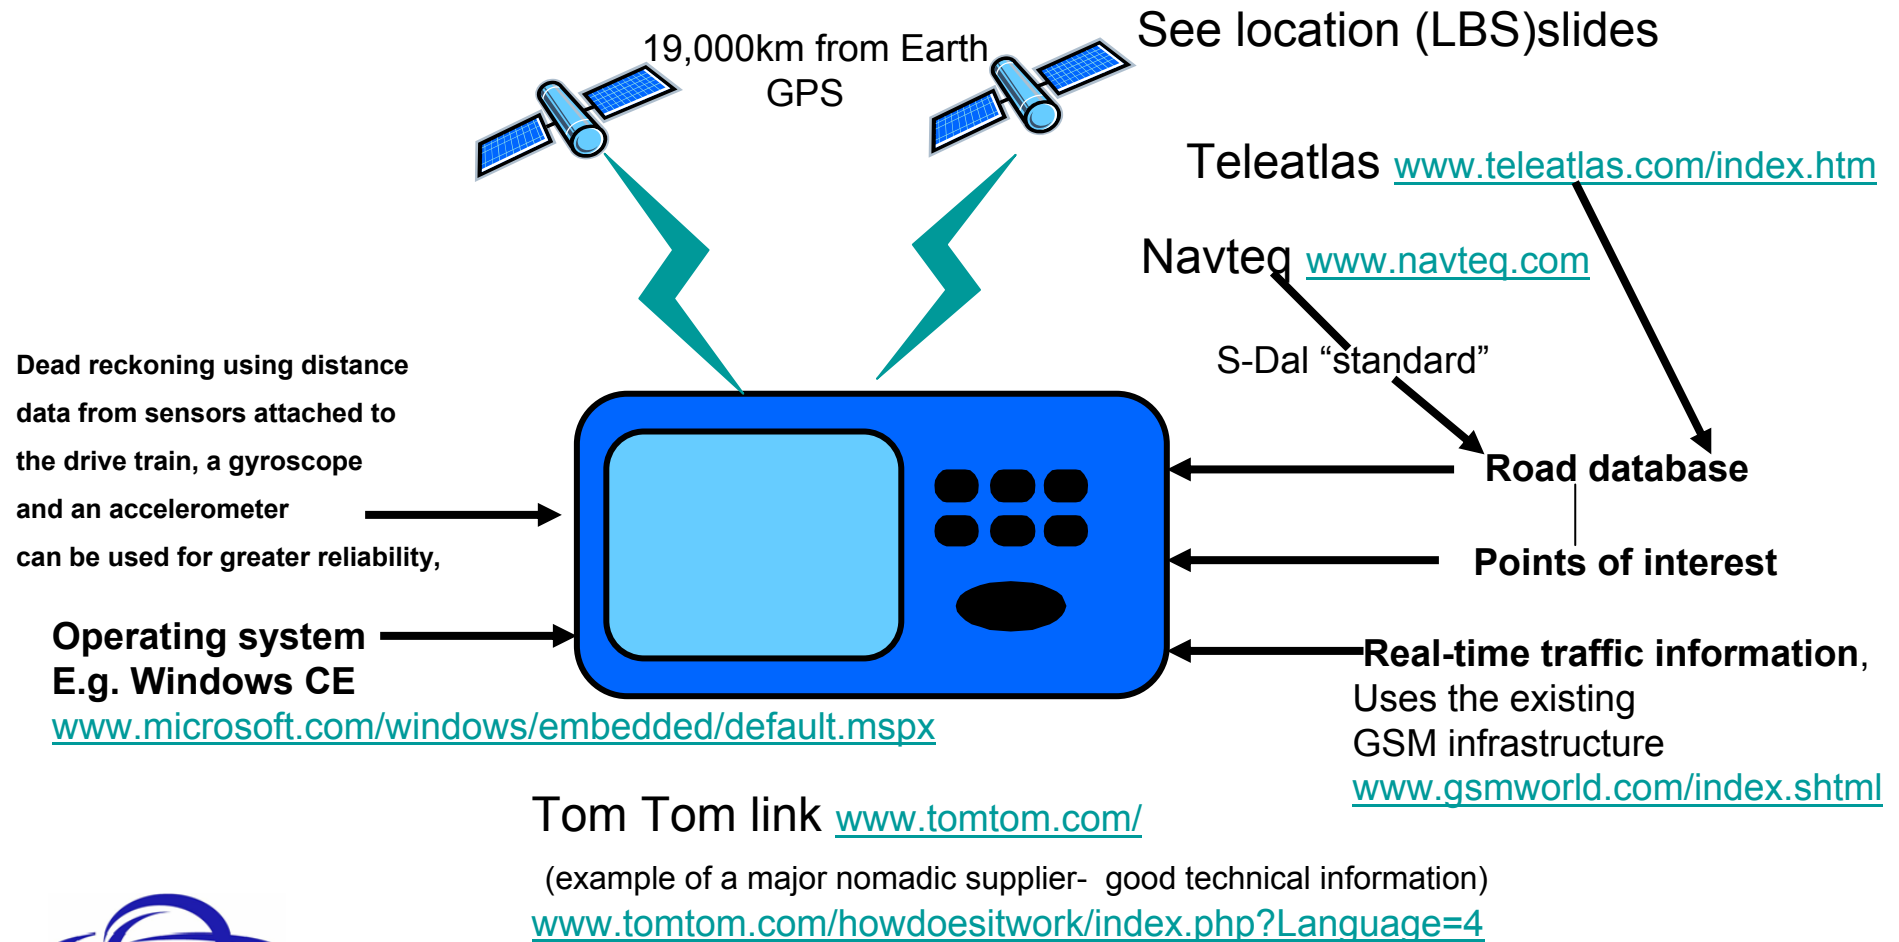 19,000km from Earth
GPS
See location (LBS)slides
Teleatlas www.teleatlas.com/index.htm
Navteq www.navteq.com
S-Dal “standard”
Dead reckoning using distance
data from sensors attached to
the drive train, a gyroscope
and an accelerometer
can be used for greater reliability,
Road database
Points of interest
Operating system
E.g. Windows CE
www.microsoft.com/windows/embedded/default.mspx
Real-time traffic information,
Uses the existing
GSM infrastructure
www.gsmworld.com/index.shtml
Tom Tom link www.tomtom.com/
(example of a major nomadic supplier- good technical information)
www.tomtom.com/howdoesitwork/index.php?Language=4